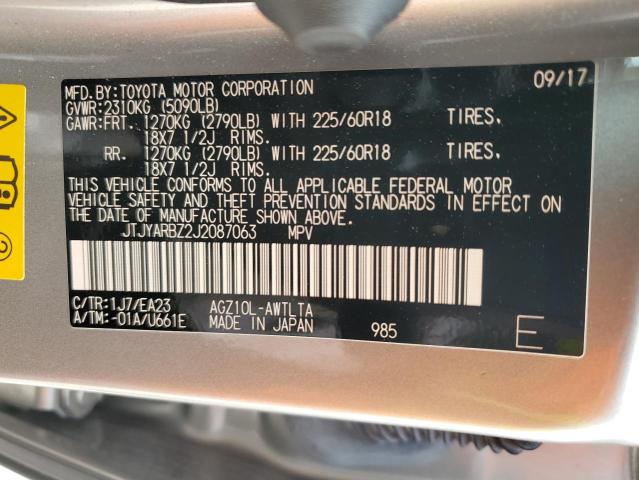 MFD.BY:TOYOTA MOTOR CORPORATION 09/17
GVWR:2310KG (5090LB)
GAWR:FRT. 1270KG (2790LB) WITH 225/60R18 TIRES,
18X7 1/2J RIMS.
RR. 1270KG (2790LB) WITH 225/60R18 TIRES,
18X7 1/2J RIMS.
THIS VEHICLE CONFORMS TO ALL APPLICABLE FEDERAL MOTOR
VEHICLE SAFETY AND THEFT PREVENTION STANDARDS IN EFFECT ON
THE DATE OF MANUFACTURE SHOWN ABOVE.
JTJYARBZ2J2087063 MPV
C/TR:1J7/EA23 AGZ10L-AWTLTA
A/TM:-01A/U661E MADE IN JAPAN 985 E
2